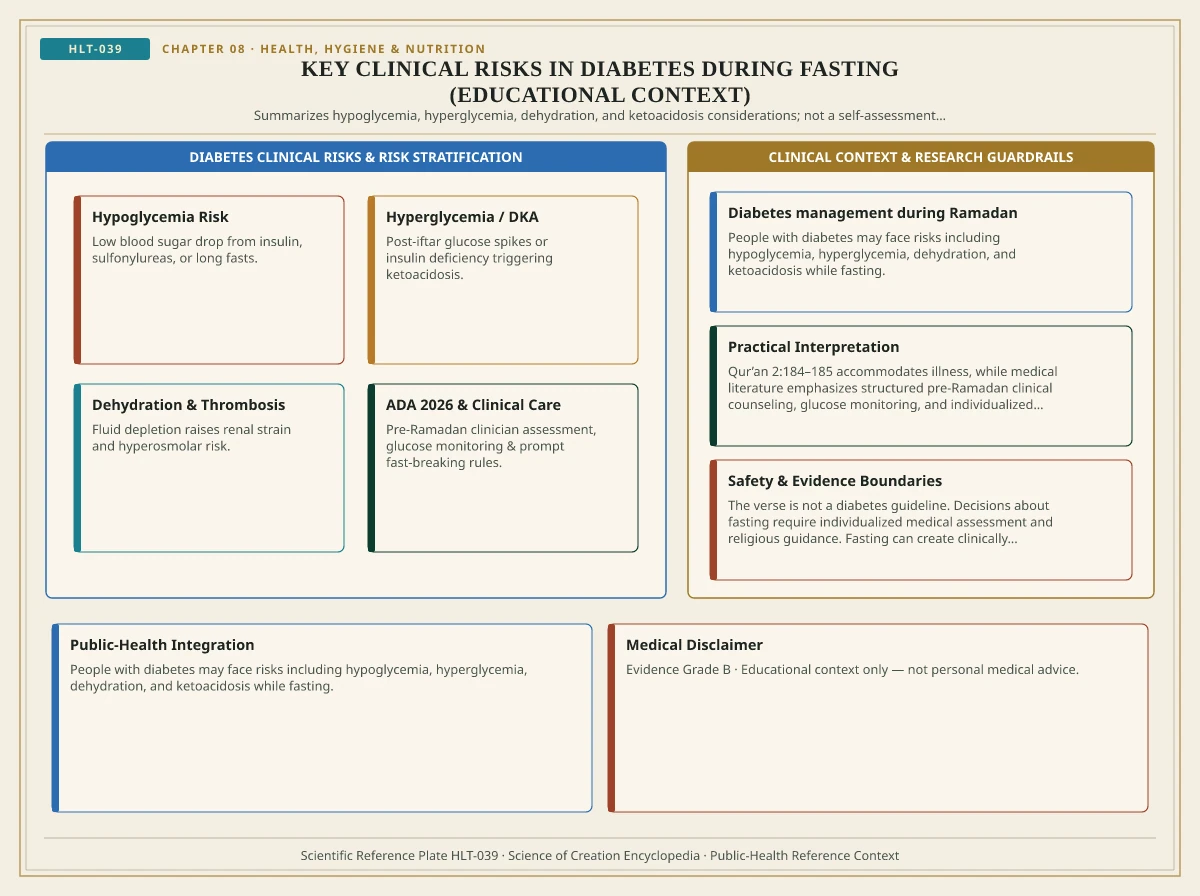 HLT-039
CHAPTER 08 · HEALTH, HYGIENE & NUTRITION
KEY CLINICAL RISKS IN DIABETES DURING FASTING
(EDUCATIONAL CONTEXT)
Summarizes hypoglycemia, hyperglycemia, dehydration, and ketoacidosis considerations; not a self-assessment…
DIABETES CLINICAL RISKS & RISK STRATIFICATION
Hypoglycemia Risk
Low blood sugar drop from insulin,
sulfonylureas, or long fasts.
Hyperglycemia / DKA
Post-iftar glucose spikes or
insulin deficiency triggering
ketoacidosis.
Dehydration & Thrombosis
Fluid depletion raises renal strain
and hyperosmolar risk.
ADA 2026 & Clinical Care
Pre-Ramadan clinician assessment,
glucose monitoring & prompt
fast-breaking rules.
CLINICAL CONTEXT & RESEARCH GUARDRAILS
Diabetes management during Ramadan
People with diabetes may face risks including
hypoglycemia, hyperglycemia, dehydration, and
ketoacidosis while fasting.
Practical Interpretation
Qur’an 2:184–185 accommodates illness, while medical
literature emphasizes structured pre-Ramadan clinical
counseling, glucose monitoring, and individualized…
Safety & Evidence Boundaries
The verse is not a diabetes guideline. Decisions about
fasting require individualized medical assessment and
religious guidance. Fasting can create clinically…
Public-Health Integration
People with diabetes may face risks including hypoglycemia, hyperglycemia,
dehydration, and ketoacidosis while fasting.
Medical Disclaimer
Evidence Grade B · Educational context only — not personal medical advice.
Scientific Reference Plate HLT-039 · Science of Creation Encyclopedia · Public-Health Reference Context